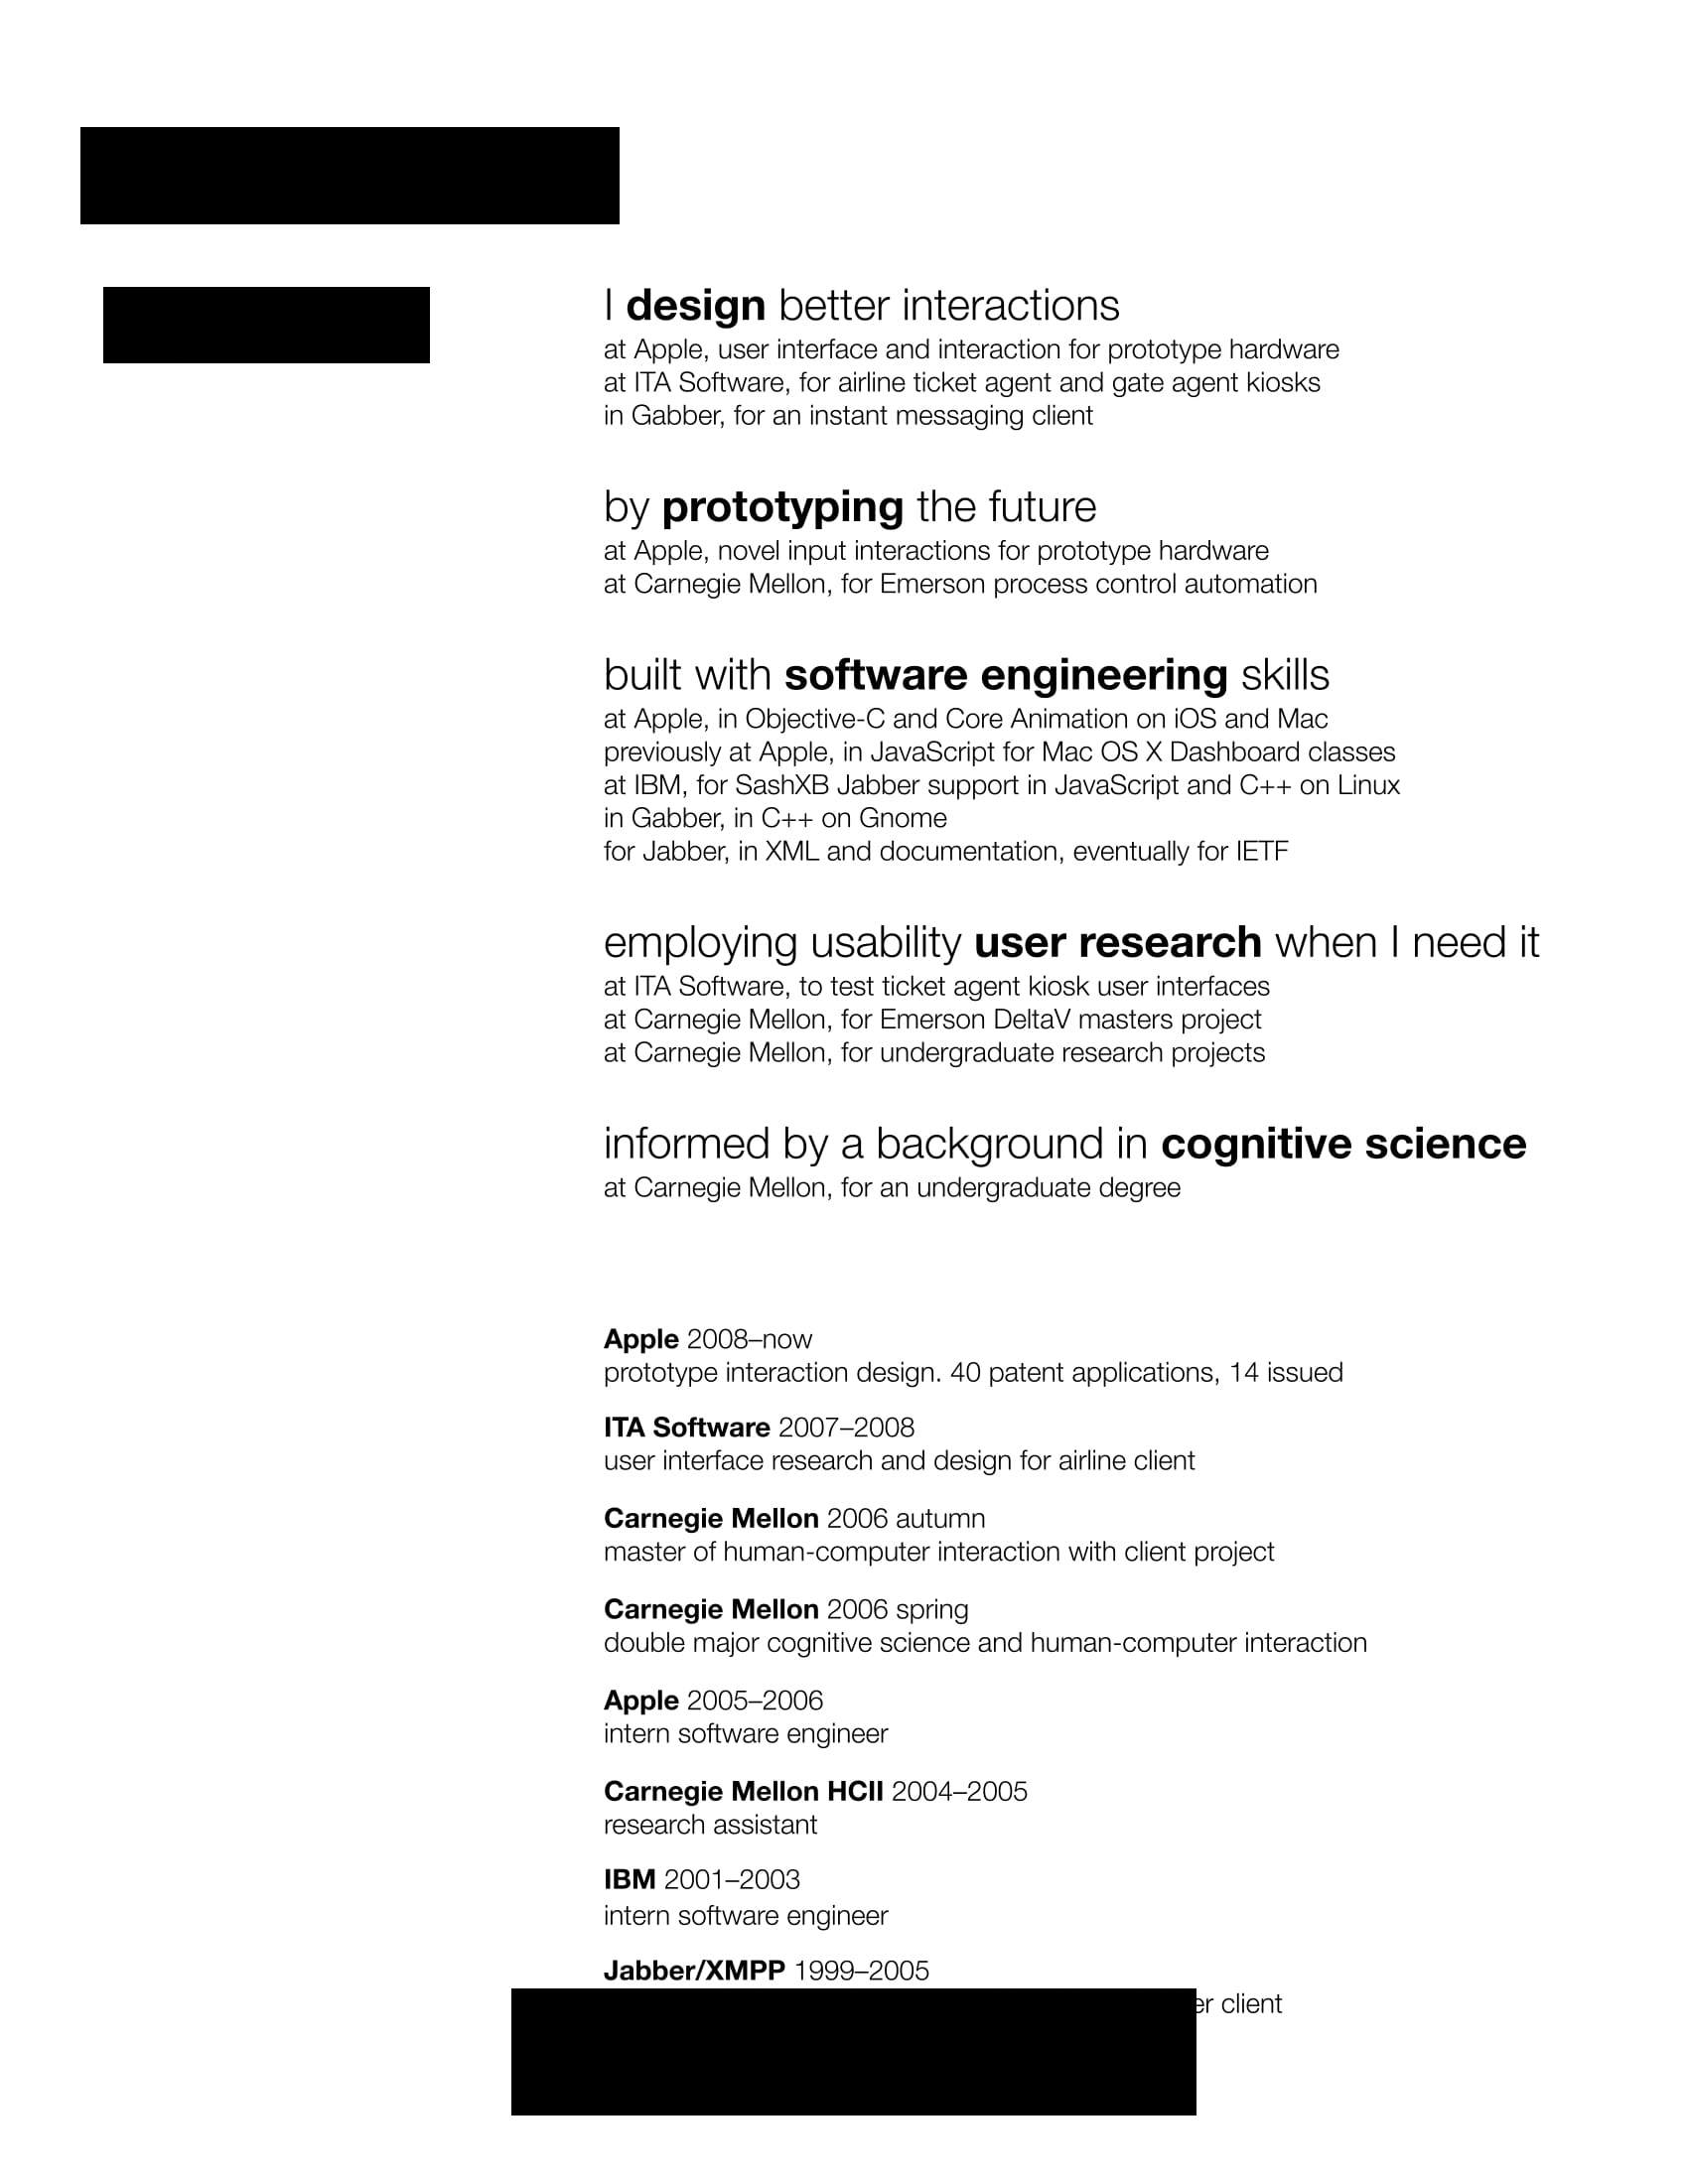 I design better interactions
at Apple, user interface and interaction for prototype hardware
at ITA Software, for airline ticket agent and gate agent kiosks
in Gabber, for an instant messaging client
by prototyping the future
at Apple, novel input interactions for prototype hardware
at Carnegie Mellon, for Emerson process control automation
built with software engineering skills
at Apple, in Objective-C and Core Animation on iOS and Mac
previously at Apple, in JavaScript for Mac OS X Dashboard classes
at IBM, for SashXB Jabber support in JavaScript and C++ on Linux
in Gabber, in C++ on Gnome
for Jabber, in XML and documentation, eventually for IETF
employing usability user research when I need it
at ITA Software, to test ticket agent kiosk user interfaces
at Carnegie Mellon, for Emerson DeltaV masters project
at Carnegie Mellon, for undergraduate research projects
informed by a background in cognitive science
at Carnegie Mellon, for an undergraduate degree
Apple 2008–now
prototype interaction design. 40 patent applications, 14 issued
ITA Software 2007–2008
user interface research and design for airline client
Carnegie Mellon 2006 autumn
master of human-computer interaction with client project
Carnegie Mellon 2006 spring
double major cognitive science and human-computer interaction
Apple 2005–2006
intern software engineer
Carnegie Mellon HCII 2004–2005
research assistant
IBM 2001–2003
intern software engineer
Jabber/XMPP 1999–2005
client